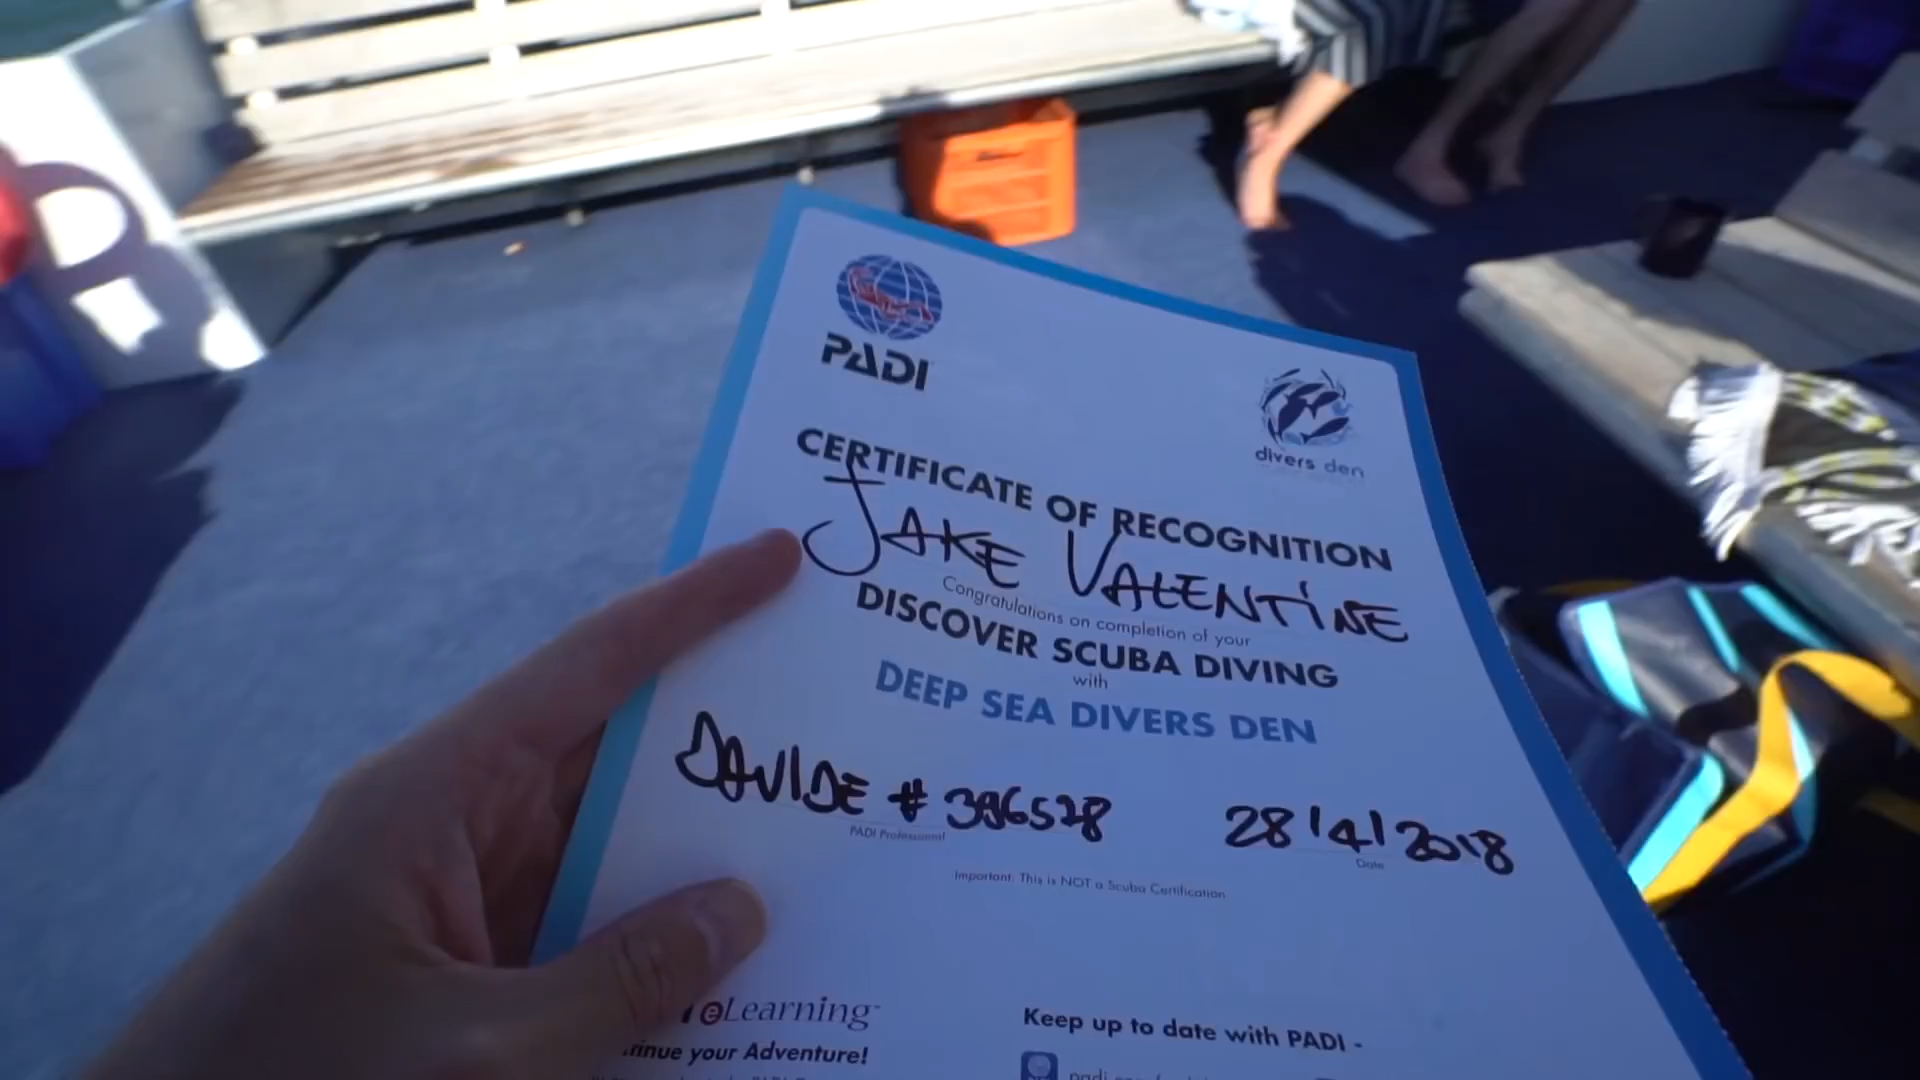 PADI
divers den
CERTIFICATE OF RECOGNITION
JAKE VALENTINE
Congratulations on completion of your
DISCOVER SCUBA DIVING
with
DEEP SEA DIVERS DEN
DAVIDE # 396528
28/4/2018
PADI Professional
Date
Important: This is NOT a Scuba Certification
eLearning
your Adventure!
Keep up to date with PADI -